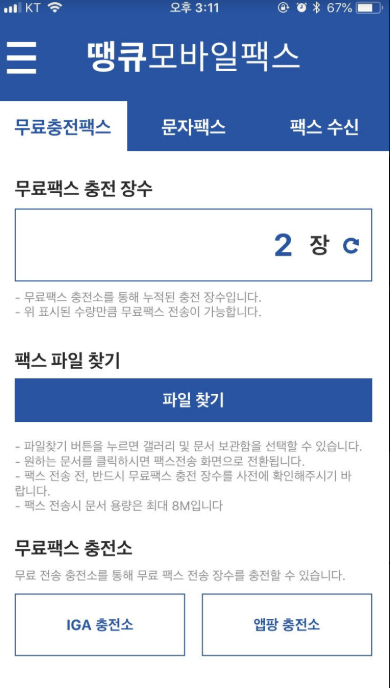 KT 오후 3:11 67%
땡큐모바일팩스
무료충전팩스 문자팩스 팩스 수신
무료팩스 충전 장수
2 장
- 무료팩스 충전소를 통해 누적된 충전 장수입니다.
- 위 표시된 수량만큼 무료팩스 전송이 가능합니다.
팩스 파일 찾기
파일 찾기
- 파일찾기 버튼을 누르면 갤러리 및 문서 보관함을 선택할 수 있습니다.
- 원하는 문서를 클릭하시면 팩스전송 화면으로 전환됩니다.
- 팩스 전송 전, 반드시 무료팩스 충전 장수를 사전에 확인해주시기 바
랍니다.
- 팩스 전송시 문서 용량은 최대 8M입니다
무료팩스 충전소
무료 전송 충전소를 통해 무료 팩스 전송 장수를 충전할 수 있습니다.
IGA 충전소 앱팡 충전소